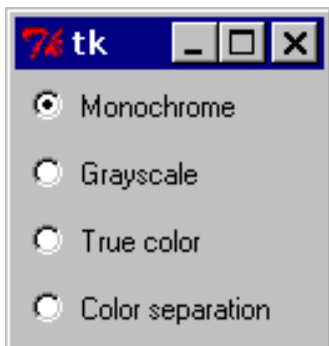 tk
Monochrome
Grayscale
True color
Color separation